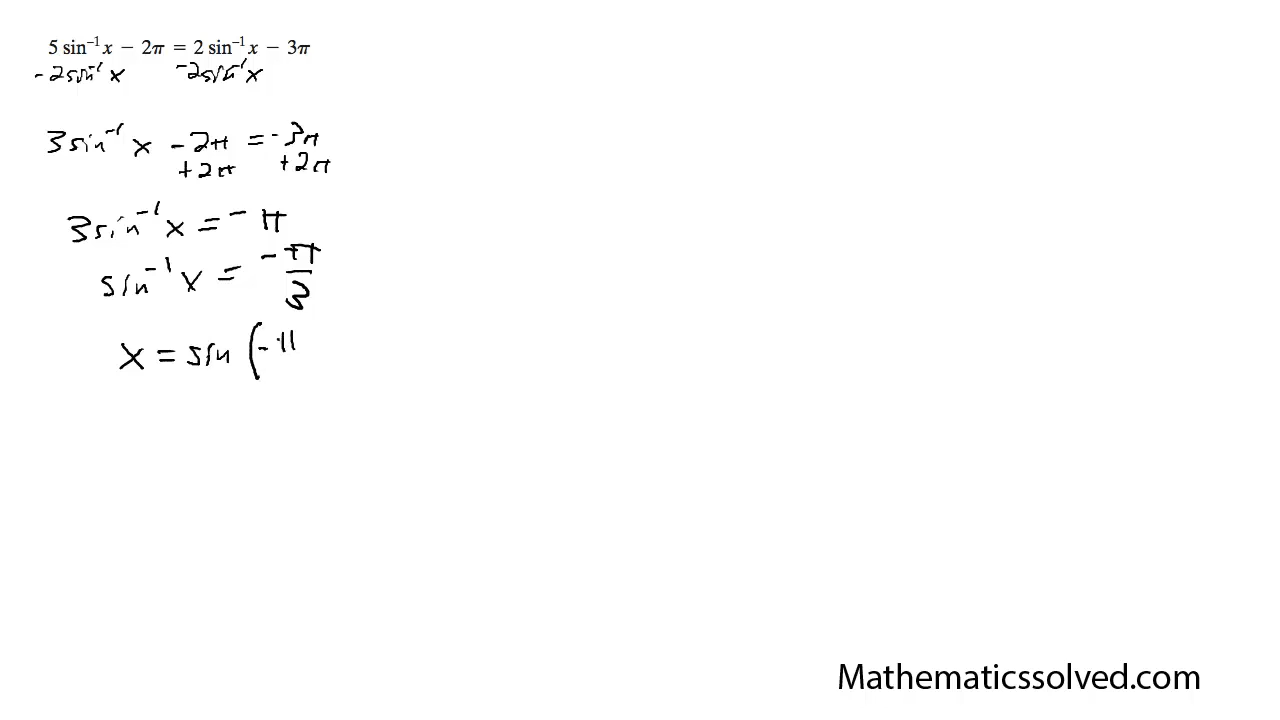 5 sin⁻¹x − 2π = 2 sin⁻¹x − 3π
-2sin⁻¹x -2sin⁻¹x
3sin⁻¹ x -2π = -3π
+2π +2π
3sin⁻¹x = -π
sin⁻¹x = -π/3
x = sin (-π
Mathematicssolved.com